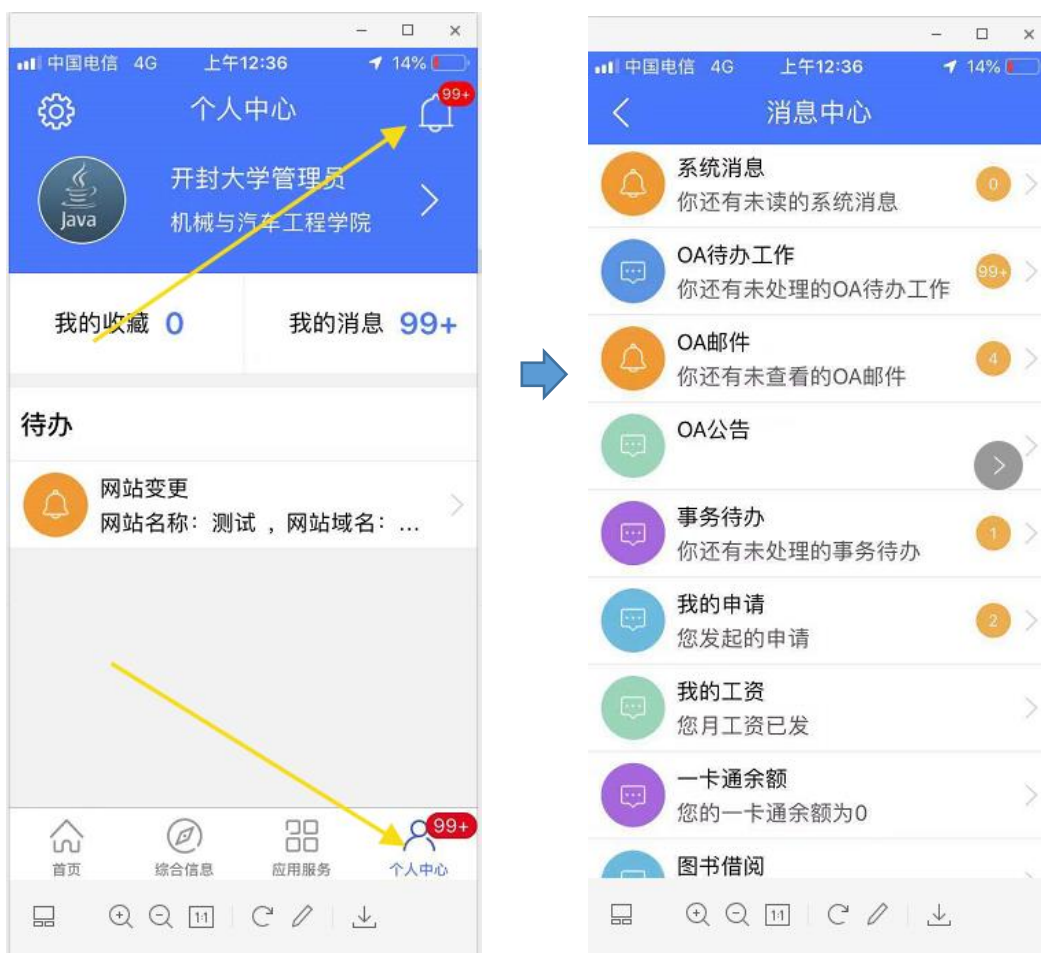 中国电信 4G 上午12:36 14%
个人中心 99+
Java
开封大学管理员
机械与汽车工程学院
我的收藏 0 我的消息 99+
待办
网站变更
网站名称：测试 ，网站域名：...
99+
首页 综合信息 应用服务 个人中心
1:1
中国电信 4G 上午12:36 14%
消息中心
系统消息
你还有未读的系统消息 0
OA待办工作
你还有未处理的OA待办工作 99+
OA邮件
你还有未查看的OA邮件 4
OA公告
事务待办
你还有未处理的事务待办 1
我的申请
您发起的申请 2
我的工资
您月工资已发
一卡通余额
您的一卡通余额为0
图书借阅
1:1